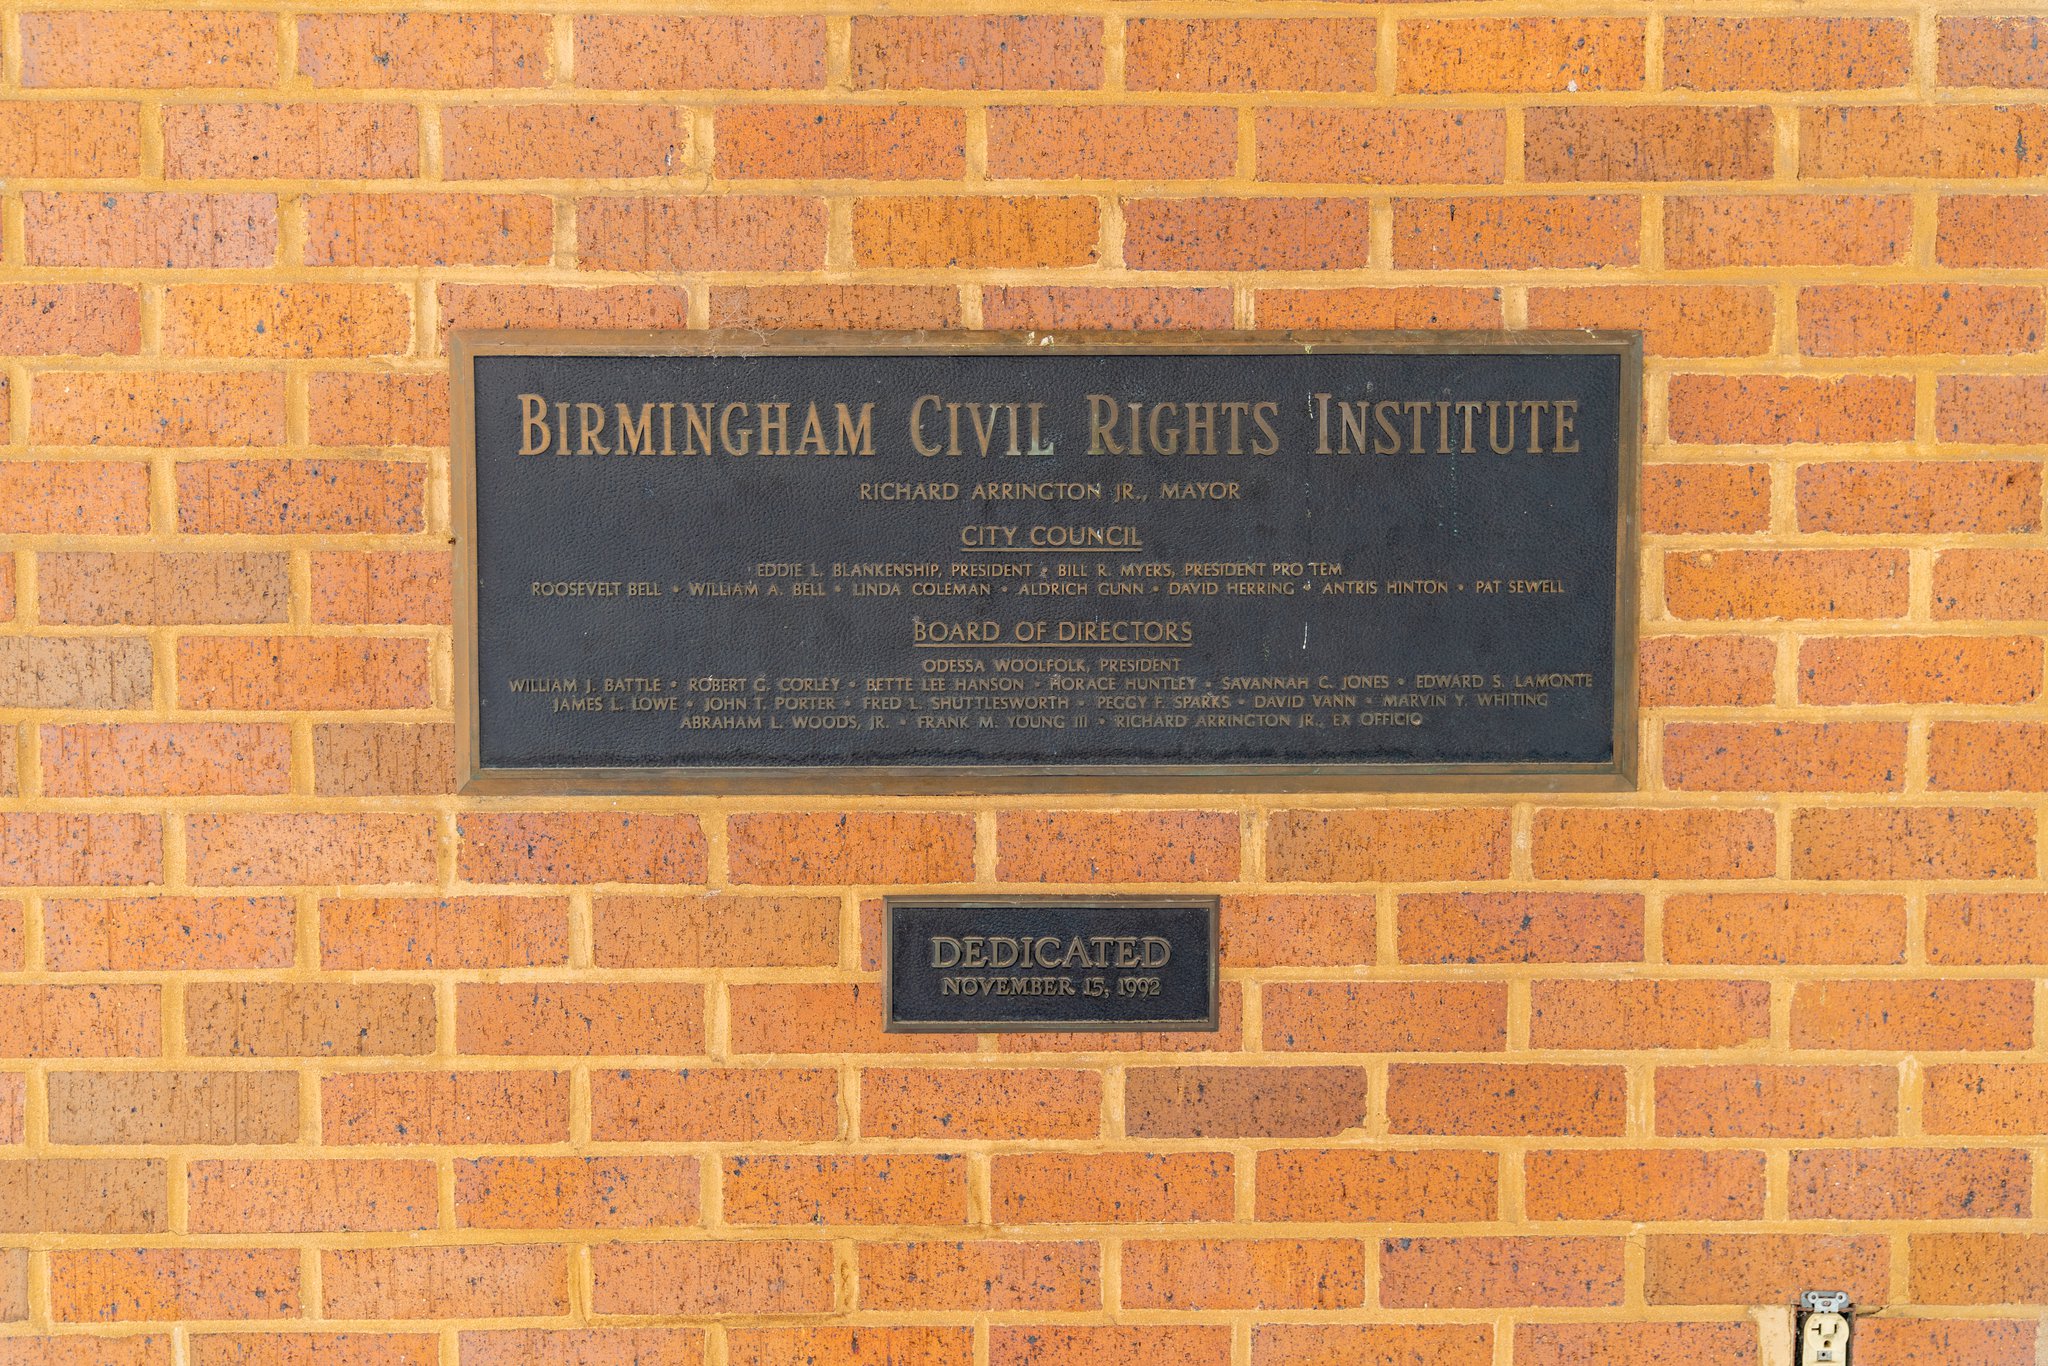 BIRMINGHAM CIVIL RIGHTS INSTITUTE
RICHARD ARRINGTON JR., MAYOR
CITY COUNCIL
EDDIE L. BLANKENSHIP, PRESIDENT • BILL R. MYERS, PRESIDENT PRO TEM
ROOSEVELT BELL • WILLIAM A. BELL • LINDA COLEMAN • ALDRICH GUNN • DAVID HERRING • ANTRIS HINTON • PAT SEWELL
BOARD OF DIRECTORS
ODESSA WOOLFOLK, PRESIDENT
WILLIAM J. BATTLE • ROBERT G. CORLEY • BETTE LEE HANSON • HORACE HUNTLEY • SAVANNAH C. JONES • EDWARD S. LAMONTE
JAMES L. LOWE • JOHN T. PORTER • FRED L. SHUTTLESWORTH • PEGGY F. SPARKS • DAVID VANN • MARVIN Y. WHITING
ABRAHAM L. WOODS, JR. • FRANK M. YOUNG III • RICHARD ARRINGTON JR., EX OFFICIO
DEDICATED
NOVEMBER 15, 1992